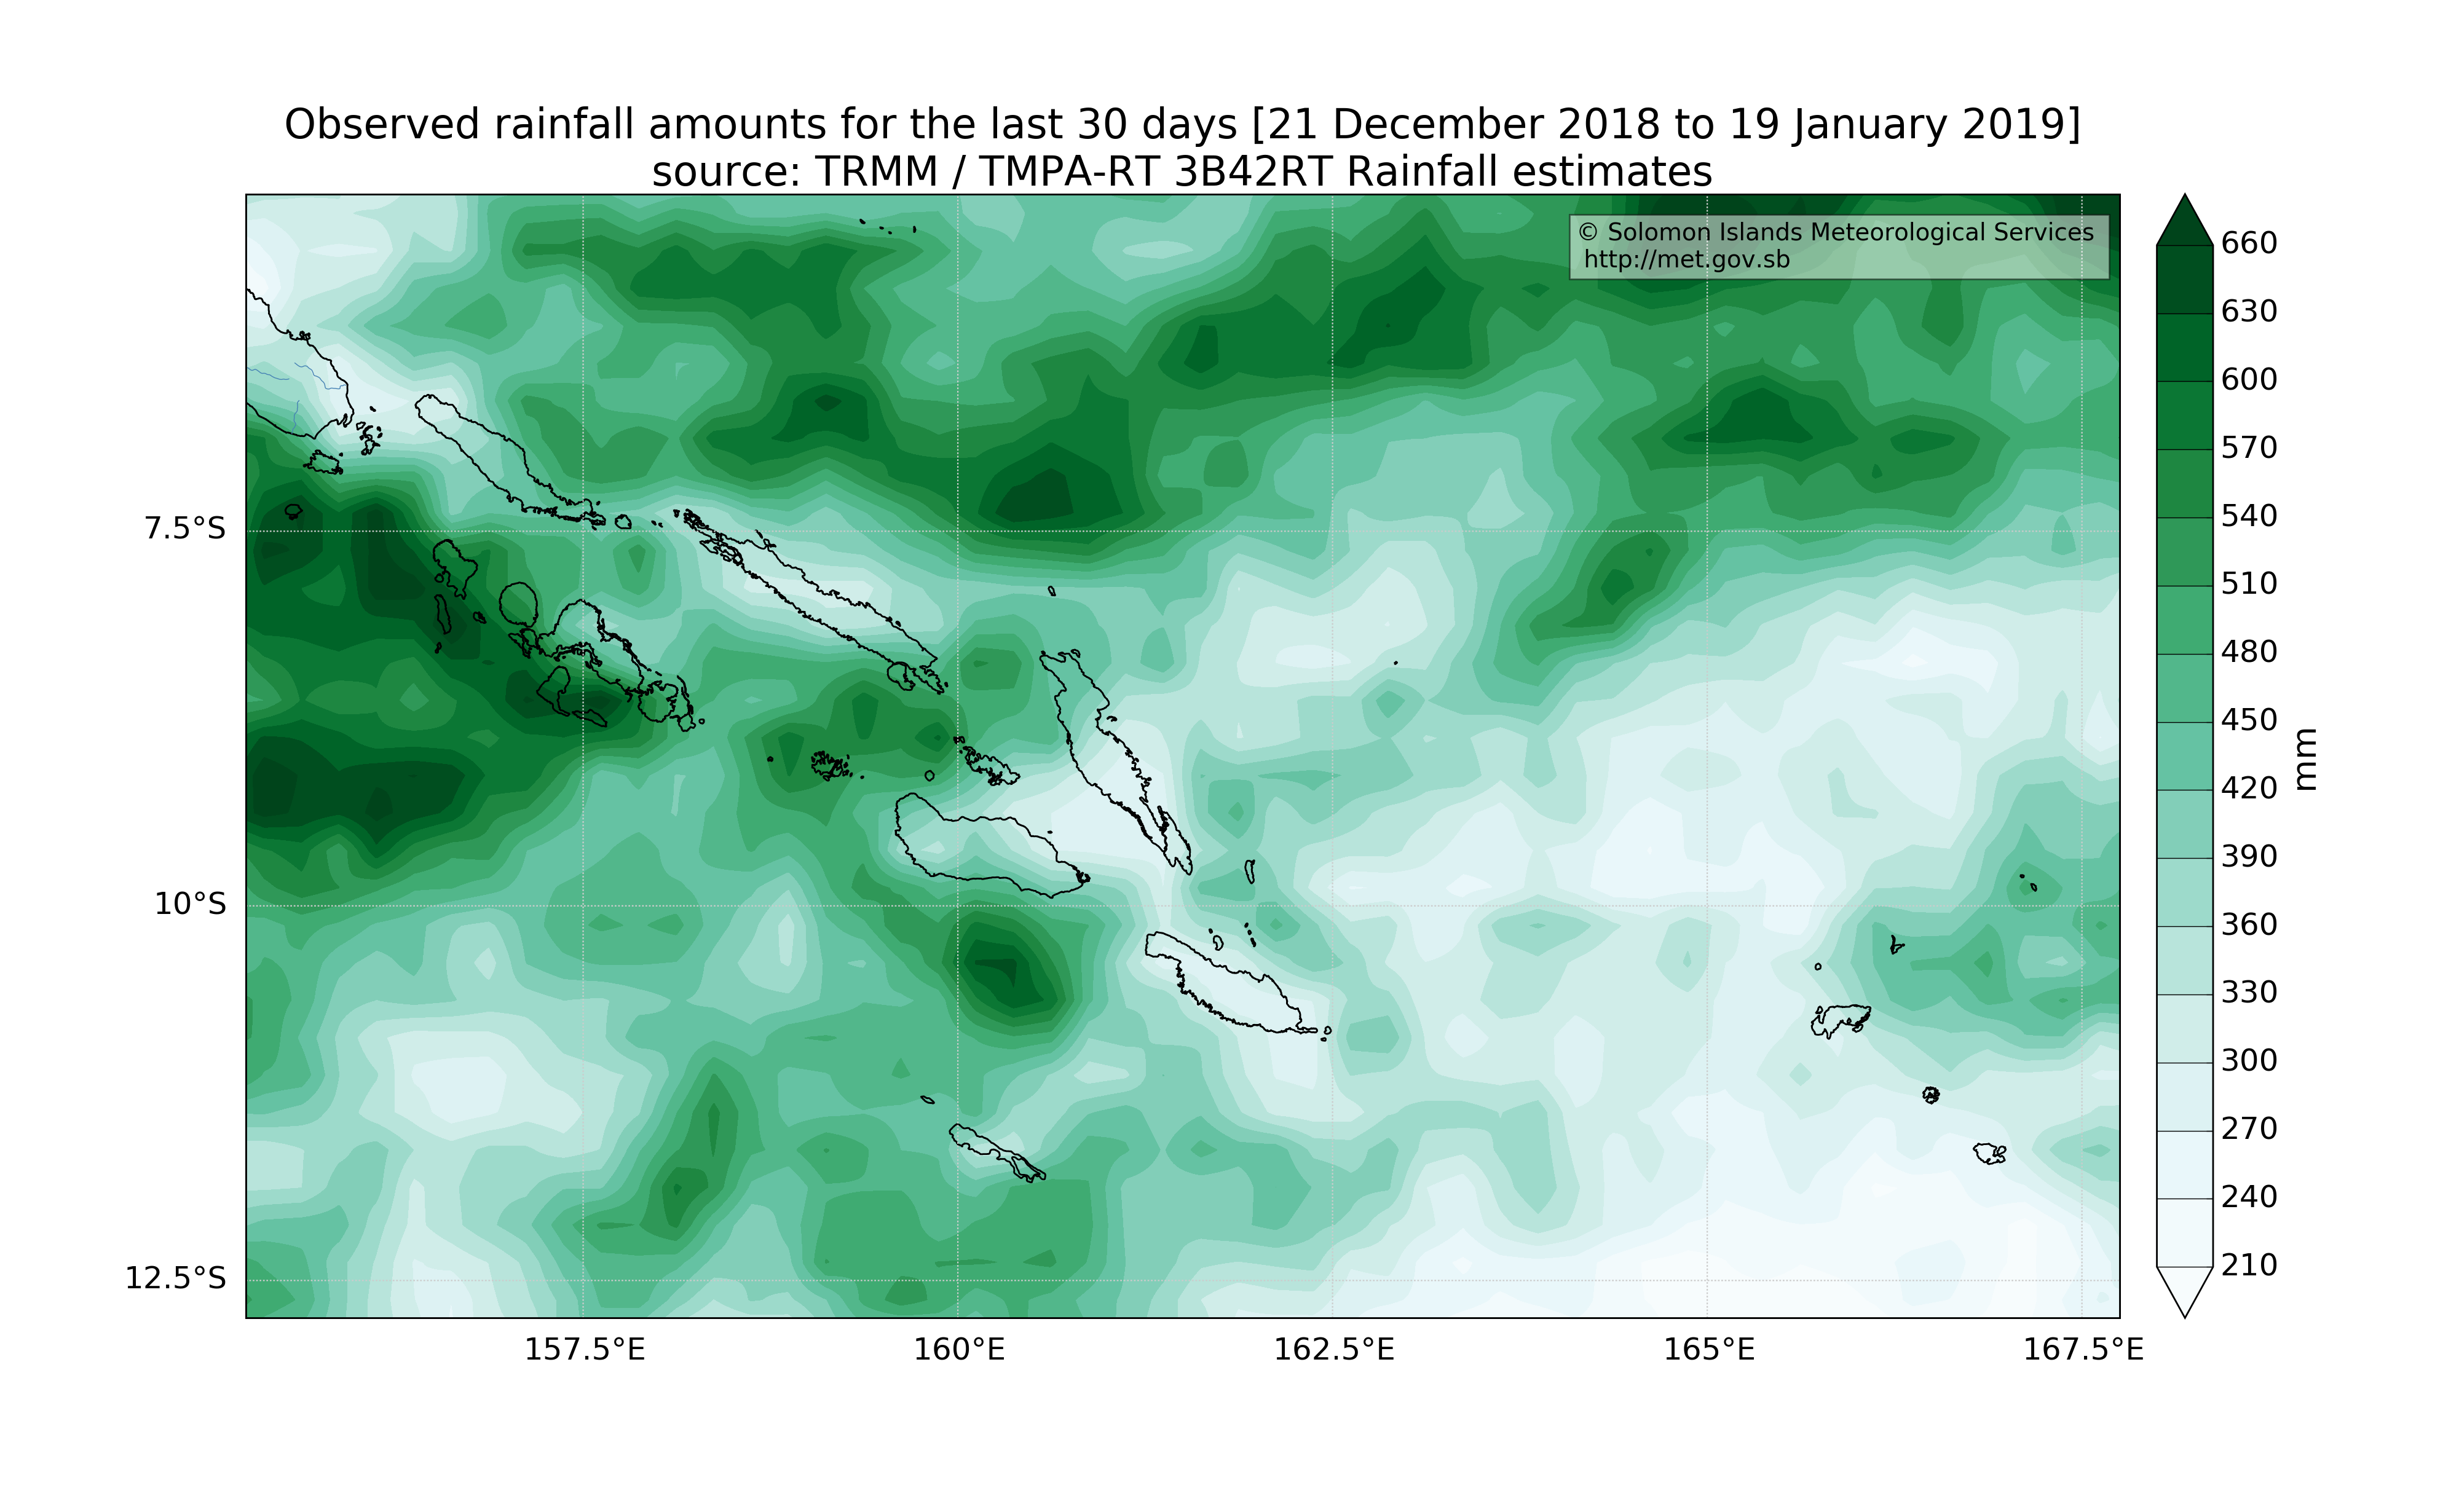 Observed rainfall amounts for the last 30 days [21 December 2018 to 19 January 2019]
source: TRMM / TMPA-RT 3B42RT Rainfall estimates
© Solomon Islands Meteorological Services
http://met.gov.sb
7.5°S
10°S
12.5°S
157.5°E
160°E
162.5°E
165°E
167.5°E
660
630
600
570
540
510
480
450
420
390
360
330
300
270
240
210
mm